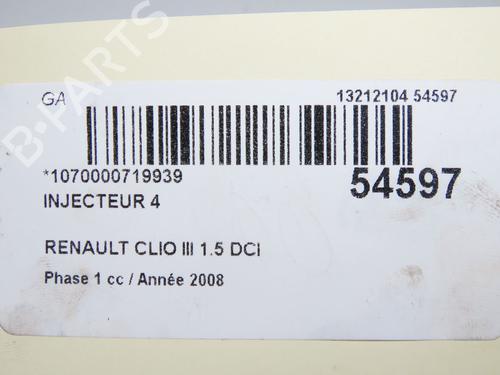 GA
13212104 54597
*1070000719939
54597
INJECTEUR 4
RENAULT CLIO III 1.5 DCI
Phase 1 cc / Année 2008
B-PARTS